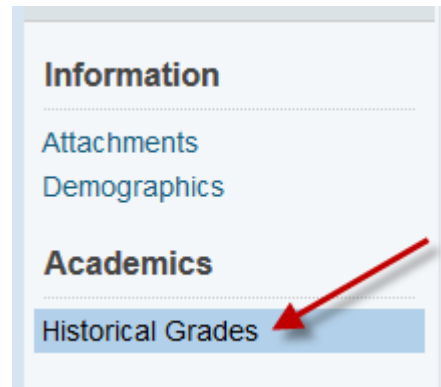 Information
Attachments
Demographics
Academics
Historical Grades